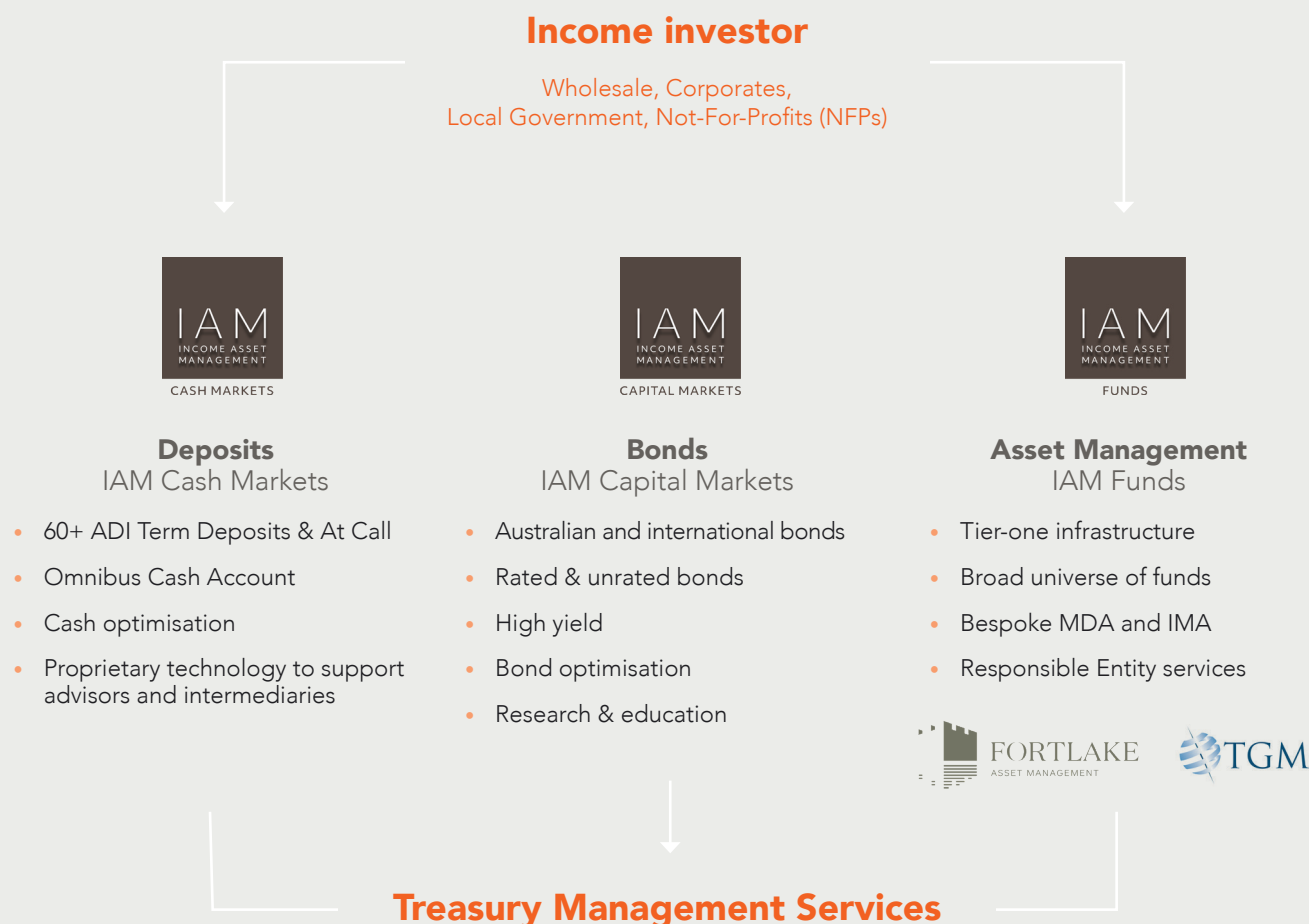 Income investor
Wholesale, Corporates,
Local Government, Not-For-Profits (NFPs)
IAM
INCOME ASSET
MANAGEMENT
CASH MARKETS
Deposits
IAM Cash Markets
• 60+ ADI Term Deposits & At Call
• Omnibus Cash Account
• Cash optimisation
• Proprietary technology to support
advisors and intermediaries
IAM
INCOME ASSET
MANAGEMENT
CAPITAL MARKETS
Bonds
IAM Capital Markets
• Australian and international bonds
• Rated & unrated bonds
• High yield
• Bond optimisation
• Research & education
IAM
INCOME ASSET
MANAGEMENT
FUNDS
Asset Management
IAM Funds
• Tier-one infrastructure
• Broad universe of funds
• Bespoke MDA and IMA
• Responsible Entity services
FORTLAKE
ASSET MANAGEMENT
TGM
Treasury Management Services